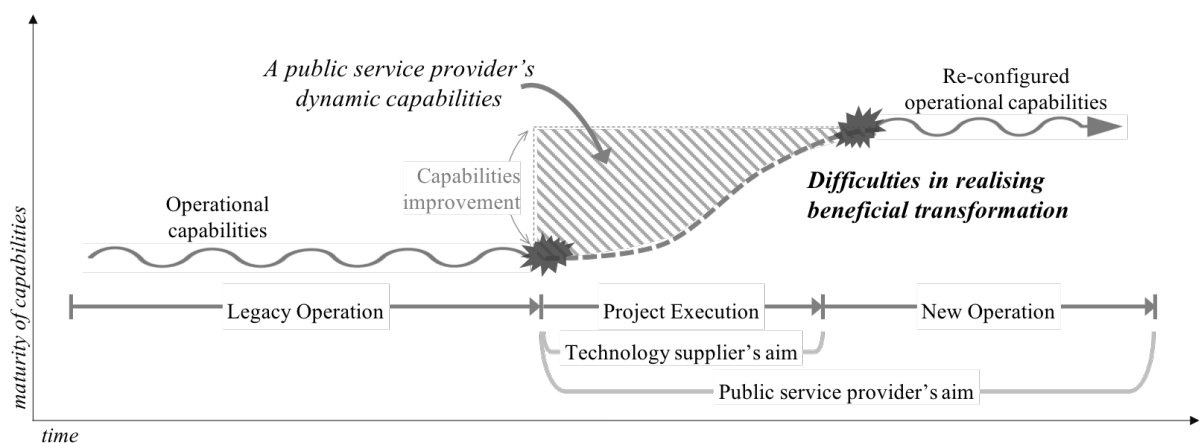 A public service provider's
dynamic capabilities
Re-configured
operational capabilities
Capabilities
improvement
Difficulties in realising
beneficial transformation
Operational
capabilities
maturity of capabilities
Legacy Operation
Project Execution
New Operation
Technology supplier's aim
Public service provider's aim
time